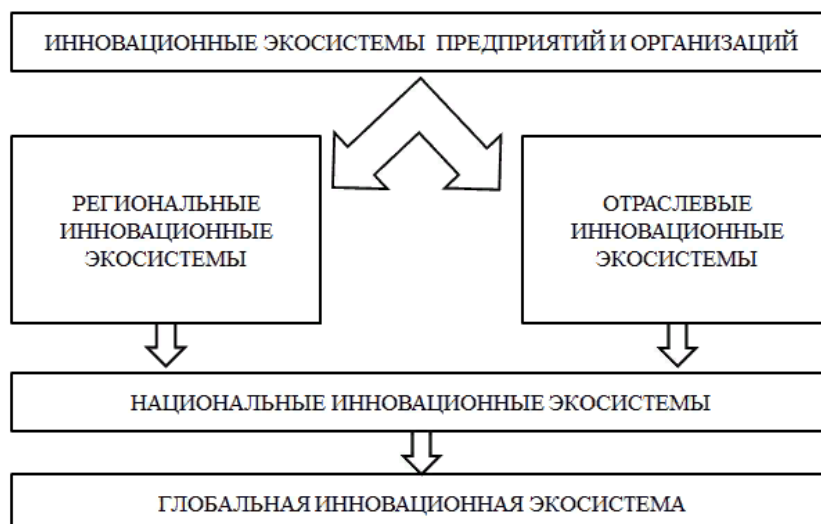 ИННОВАЦИОННЫЕ ЭКОСИСТЕМЫ ПРЕДПРИЯТИЙ И ОРГАНИЗАЦИЙ
РЕГИОНАЛЬНЫЕ
ИННОВАЦИОННЫЕ
ЭКОСИСТЕМЫ
ОТРАСЛЕВЫЕ
ИННОВАЦИОННЫЕ
ЭКОСИСТЕМЫ
НАЦИОНАЛЬНЫЕ ИННОВАЦИОННЫЕ ЭКОСИСТЕМЫ
ГЛОБАЛЬНАЯ ИННОВАЦИОННАЯ ЭКОСИСТЕМА